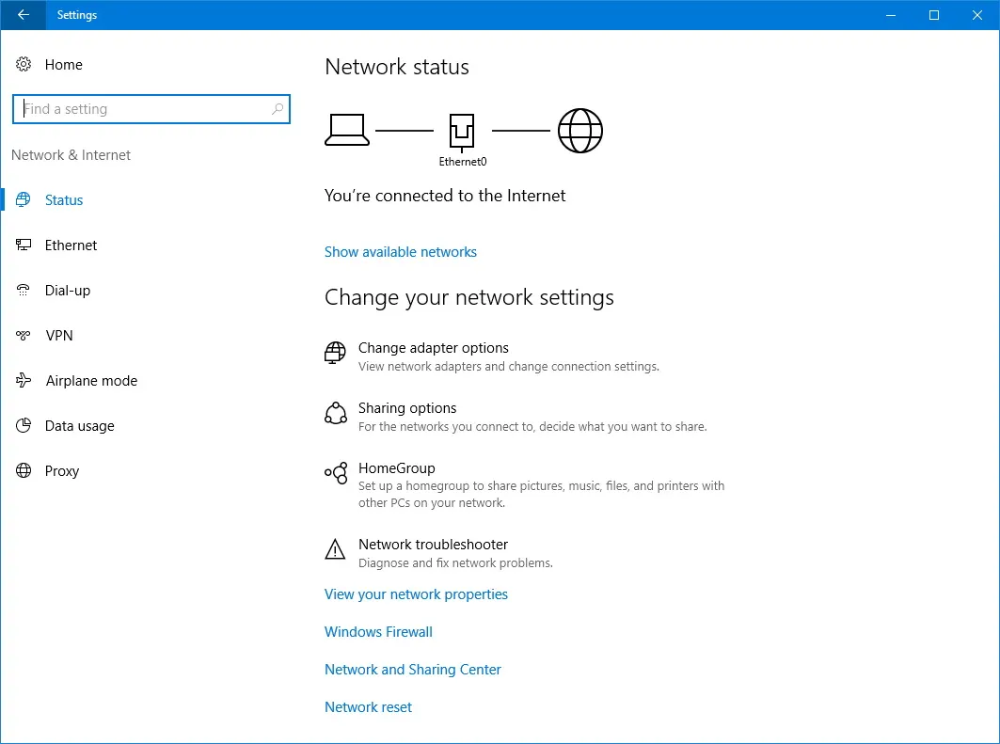 Settings
Home
Find a setting
Network & Internet
Status
Ethernet
Dial-up
VPN
Airplane mode
Data usage
Proxy
Network status
Ethernet0
You’re connected to the Internet
Show available networks
Change your network settings
Change adapter options
View network adapters and change connection settings.
Sharing options
For the networks you connect to, decide what you want to share.
HomeGroup
Set up a homegroup to share pictures, music, files, and printers with
other PCs on your network.
Network troubleshooter
Diagnose and fix network problems.
View your network properties
Windows Firewall
Network and Sharing Center
Network reset